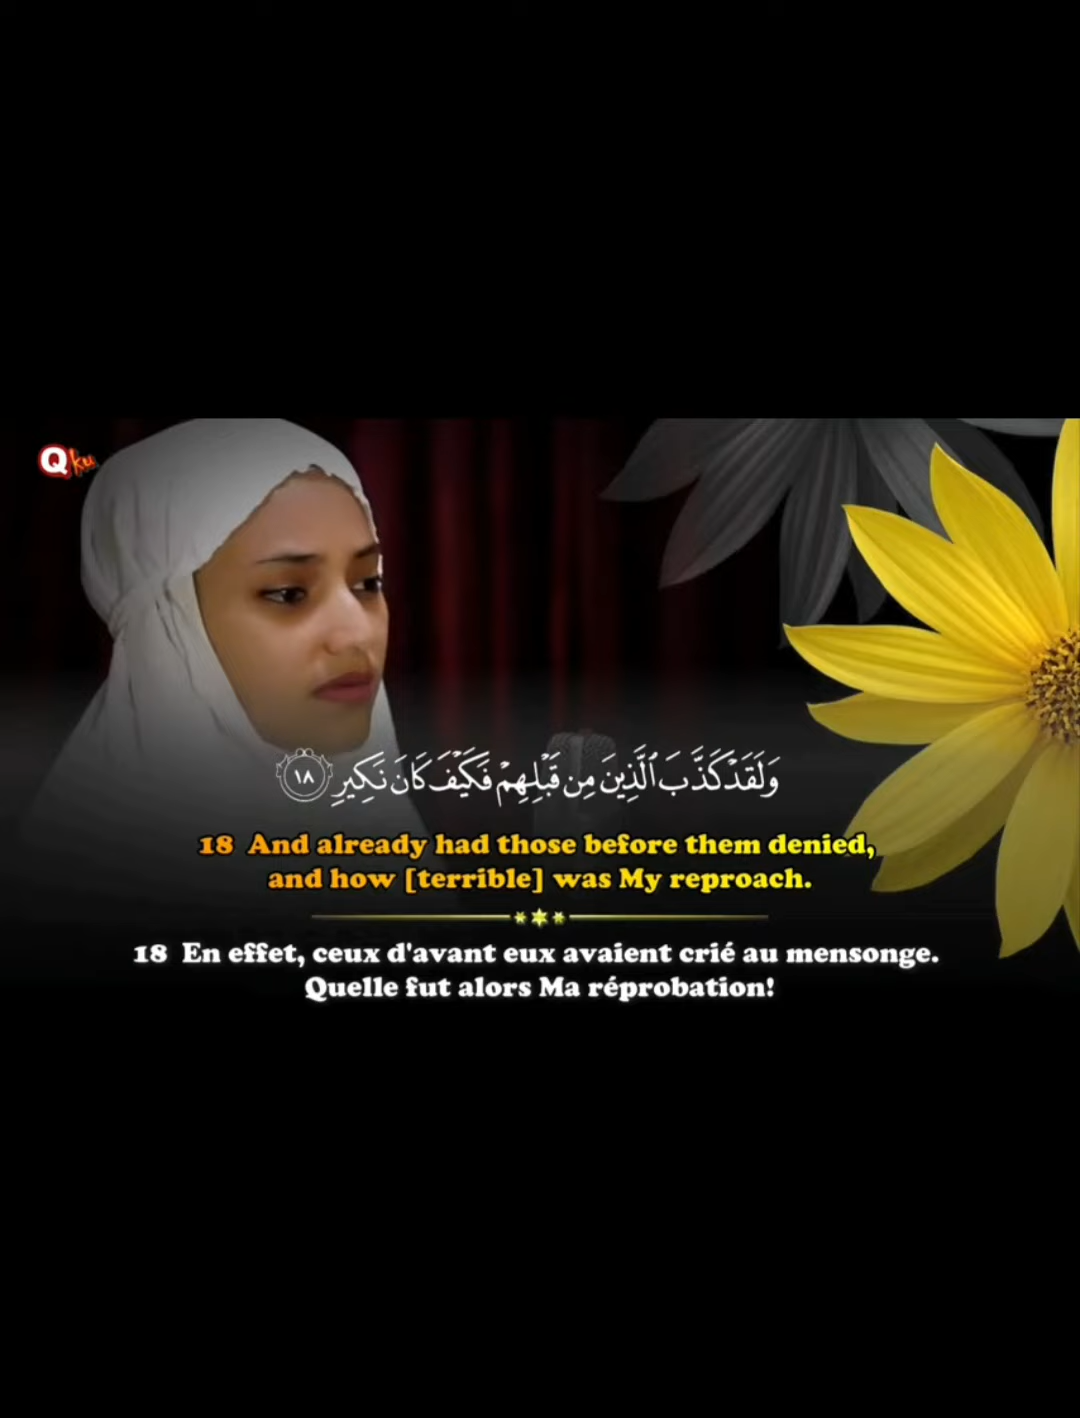 Qku
وَلَقَدْ كَذَّبَ ٱلَّذِينَ مِن قَبْلِهِمْ فَكَيْفَ كَانَ نَكِيرِ ١٨
18 And already had those before them denied,
and how [terrible] was My reproach.
18 En effet, ceux d'avant eux avaient crié au mensonge.
Quelle fut alors Ma réprobation!